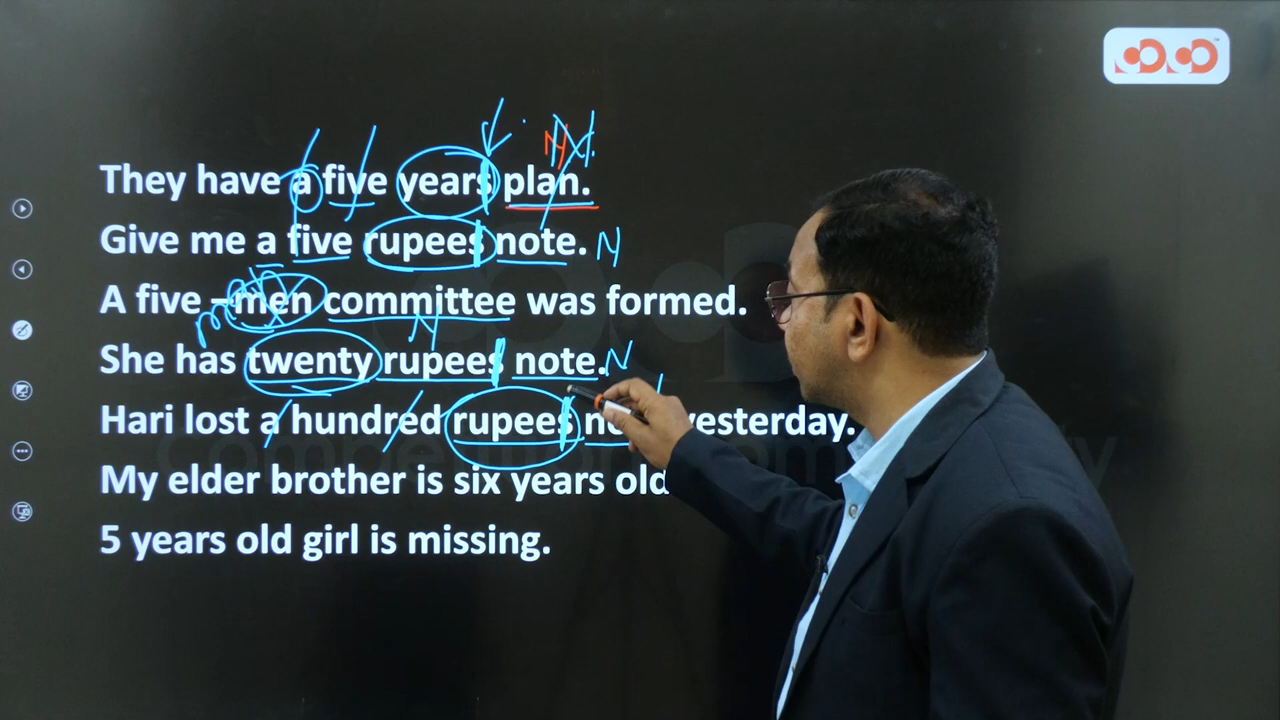 N N
They have a five years plan.
Give me a five rupees note. N
A five – men committee was formed.
man N
She has twenty rupees note. N
Hari lost a hundred rupees yesterday.
My elder brother is six years old
5 years old girl is missing.